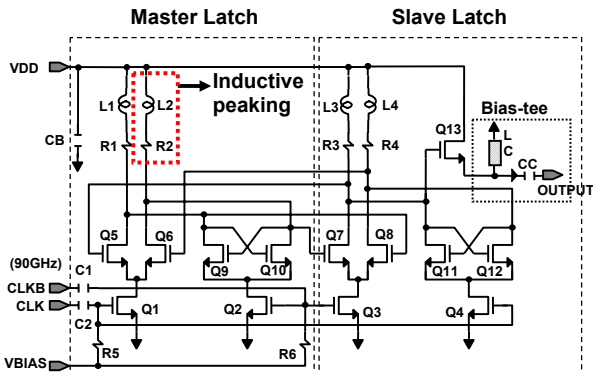 Master Latch
Slave Latch
VDD
L1
L2
Inductive
peaking
L3
L4
Q13
Bias-tee
L
C
CC
OUTPUT
CB
R1
R2
R3
R4
Q5
Q6
Q9
Q10
Q7
Q8
Q11
Q12
(90GHz)
C1
CLKB
CLK
C2
Q1
Q2
Q3
Q4
R5
R6
VBIAS